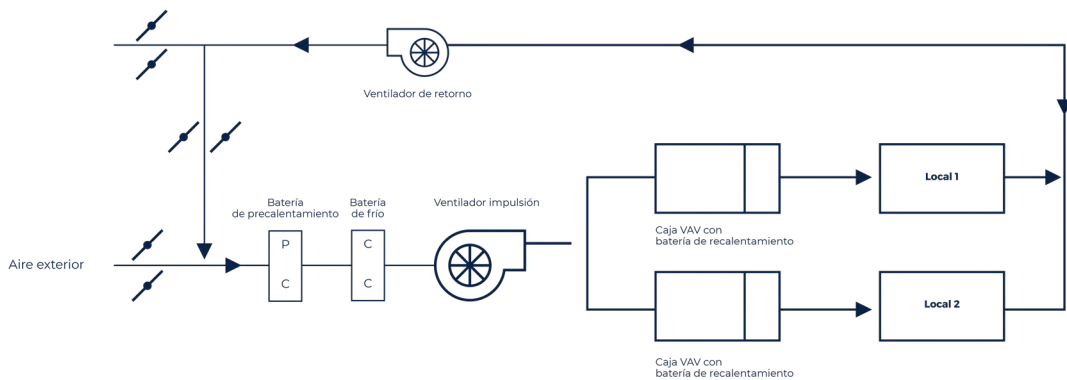 Ventilador de retorno
Batería
de precalentamiento
Batería
de frío
Ventilador impulsión
P
C
C
C
Aire exterior
Local 1
Caja VAV con
batería de recalentamiento
Local 2
Caja VAV con
batería de recalentamiento